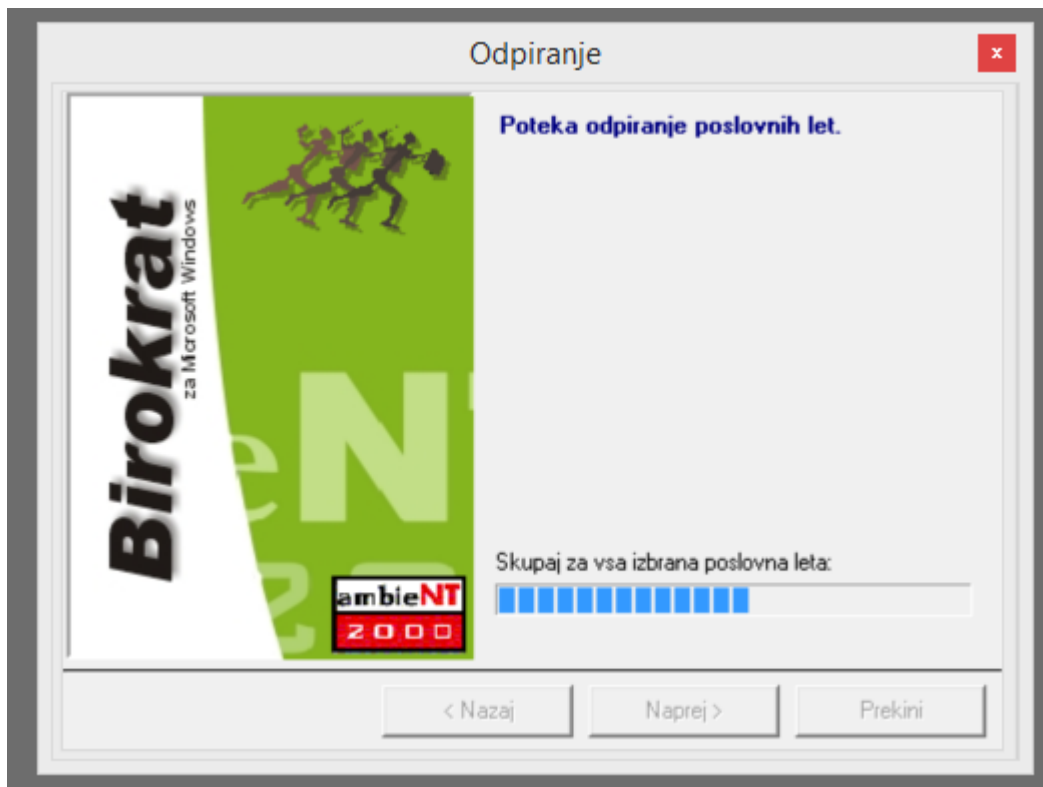 Odpiranje
x
Birokrat
za Microsoft Windows
Poteka odpiranje poslovnih let.
eN
ambieNT
2000
Skupaj za vsa izbrana poslovna leta:
< Nazaj
Naprej >
Prekini